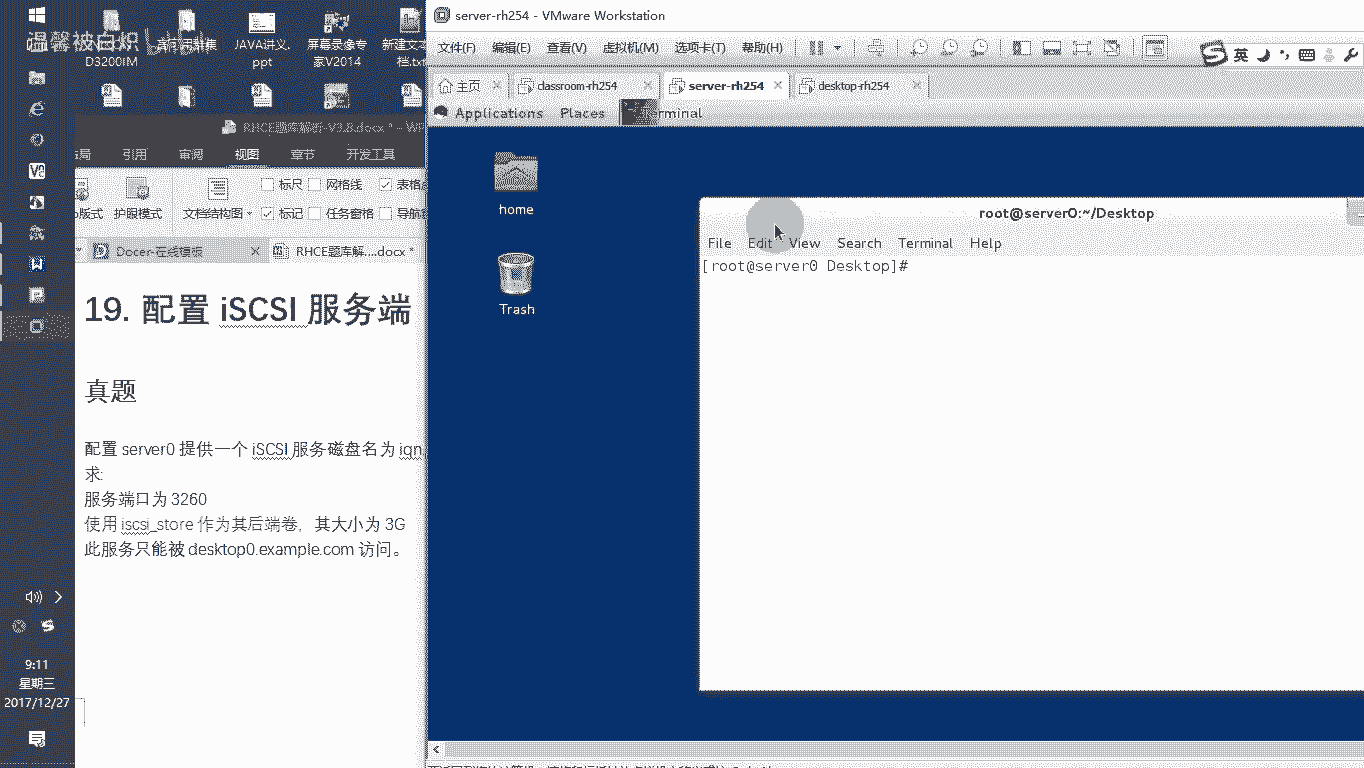 server-rh254 - VMware Workstation
温馨被白炽
D3200IM
JAVA讲义.ppt
屏幕录像专家V2014
新建文本档.txt
文件(F) 编辑(E) 查看(V) 虚拟机(M) 选项卡(T) 帮助(H)
英
主页 classroom-rh254 server-rh254 desktop-rh254
Applications Places Terminal
RHCE题库解析-V3.8.docx * - WP
引用 审阅 视图 章节 开发工具
护眼模式 文档结构图 标尺 网格线 表格 标记 任务窗格 导航
Docer-在线模板 RHCE题库解....docx *
home
Trash
root@server0:~/Desktop
File Edit View Search Terminal Help
[root@server0 Desktop]#
19. 配置 iSCSI 服务端
真题
配置 server0 提供一个 iSCSI 服务磁盘名为 iqn
求:
服务端口为 3260
使用 iscsi_store 作为其后端卷，其大小为 3G
此服务只能被 desktop0.example.com 访问。
9:11
星期三
2017/12/27